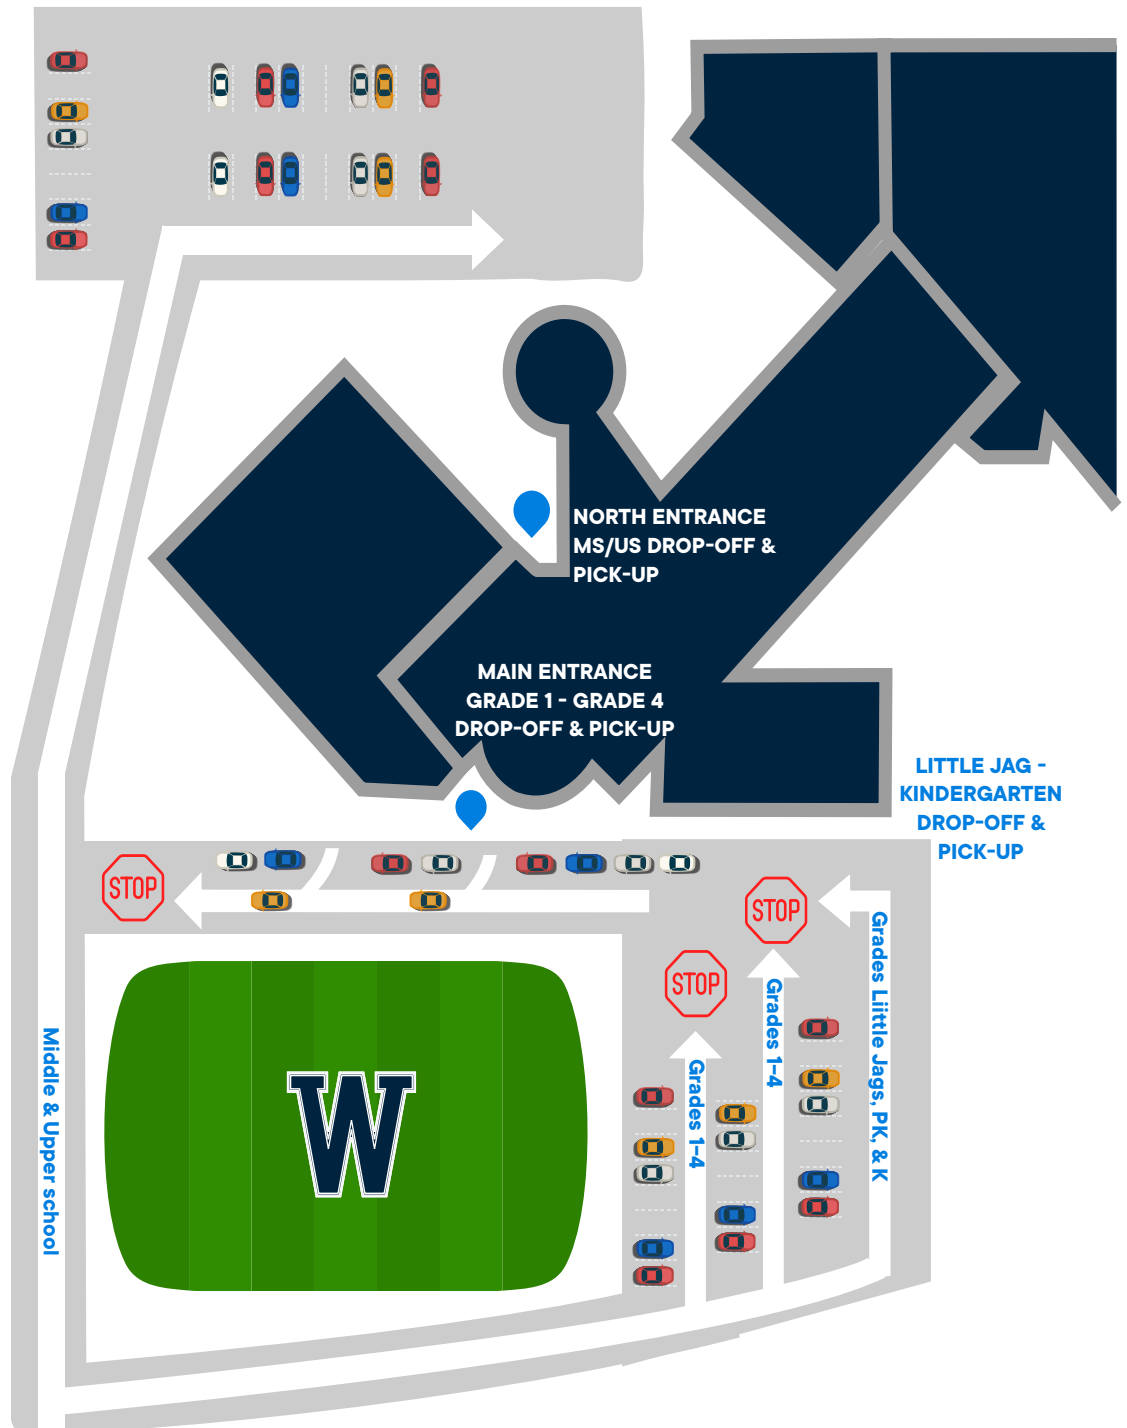 NORTH ENTRANCE
MS/US DROP-OFF &
PICK-UP
MAIN ENTRANCE
GRADE 1 - GRADE 4
DROP-OFF & PICK-UP
LITTLE JAG -
KINDERGARTEN
DROP-OFF &
PICK-UP
STOP
STOP
STOP
Grades Liittle Jags, PK, & K
Grades 1-4
Grades 1-4
Middle & Upper school
W